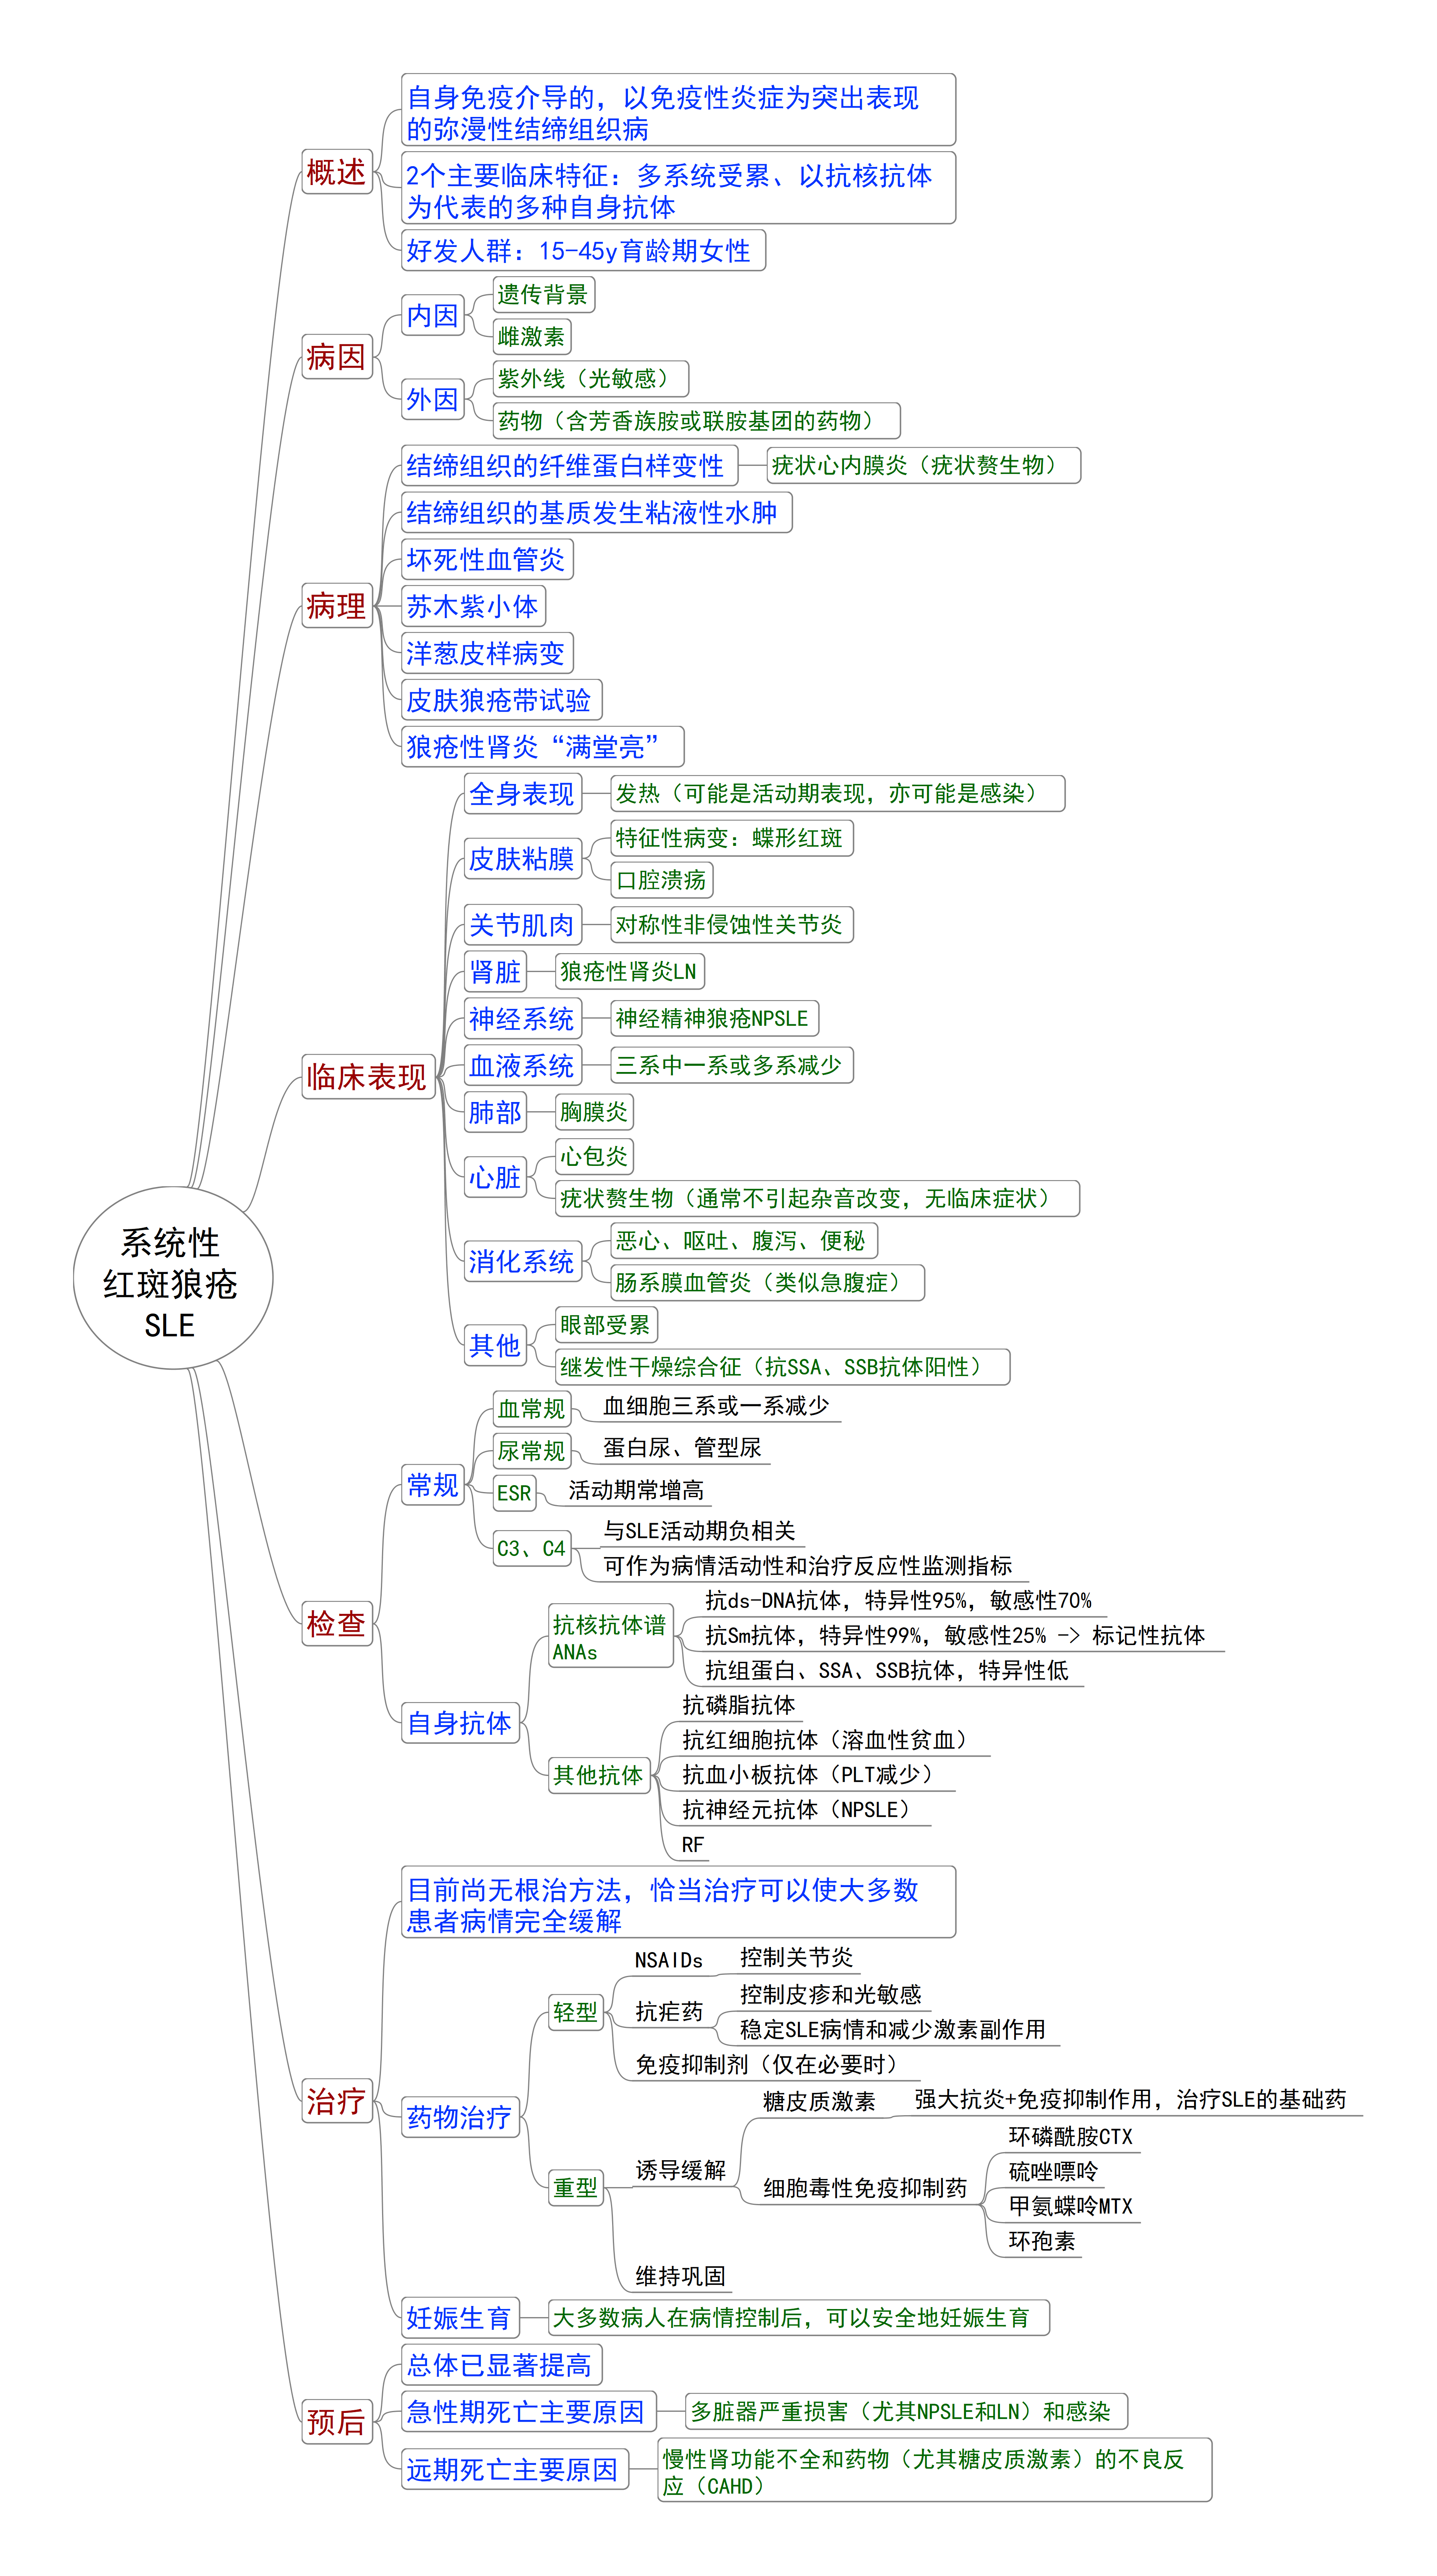 系统性
红斑狼疮
SLE
概述
自身免疫介导的，以免疫性炎症为突出表现
的弥漫性结缔组织病
2个主要临床特征：多系统受累、以抗核抗体
为代表的多种自身抗体
好发人群：15-45y育龄期女性
病因
内因
遗传背景
雌激素
外因
紫外线（光敏感）
药物（含芳香族胺或联胺基团的药物）
病理
结缔组织的纤维蛋白样变性
疣状心内膜炎（疣状赘生物）
结缔组织的基质发生粘液性水肿
坏死性血管炎
苏木紫小体
洋葱皮样病变
皮肤狼疮带试验
狼疮性肾炎“满堂亮”
临床表现
全身表现
发热（可能是活动期表现，亦可能是感染）
皮肤粘膜
特征性病变：蝶形红斑
口腔溃疡
关节肌肉
对称性非侵蚀性关节炎
肾脏
狼疮性肾炎LN
神经系统
神经精神狼疮NPSLE
血液系统
三系中一系或多系减少
肺部
胸膜炎
心脏
心包炎
疣状赘生物（通常不引起杂音改变，无临床症状）
消化系统
恶心、呕吐、腹泻、便秘
肠系膜血管炎（类似急腹症）
其他
眼部受累
继发性干燥综合征（抗SSA、SSB抗体阳性）
检查
常规
血常规
血细胞三系或一系减少
尿常规
蛋白尿、管型尿
ESR
活动期常增高
C3、C4
与SLE活动期负相关
可作为病情活动性和治疗反应性监测指标
自身抗体
抗核抗体谱
ANAs
抗ds-DNA抗体，特异性95%，敏感性70%
抗Sm抗体，特异性99%，敏感性25% -> 标记性抗体
抗组蛋白、SSA、SSB抗体，特异性低
其他抗体
抗磷脂抗体
抗红细胞抗体（溶血性贫血）
抗血小板抗体（PLT减少）
抗神经元抗体（NPSLE）
RF
治疗
目前尚无根治方法，恰当治疗可以使大多数
患者病情完全缓解
药物治疗
轻型
NSAIDs
控制关节炎
抗疟药
控制皮疹和光敏感
稳定SLE病情和减少激素副作用
免疫抑制剂（仅在必要时）
重型
诱导缓解
糖皮质激素
强大抗炎+免疫抑制作用，治疗SLE的基础药
细胞毒性免疫抑制药
环磷酰胺CTX
硫唑嘌呤
甲氨蝶呤MTX
环孢素
维持巩固
妊娠生育
大多数病人在病情控制后，可以安全地妊娠生育
预后
总体已显著提高
急性期死亡主要原因
多脏器严重损害（尤其NPSLE和LN）和感染
远期死亡主要原因
慢性肾功能不全和药物（尤其糖皮质激素）的不良反
应（CAHD）